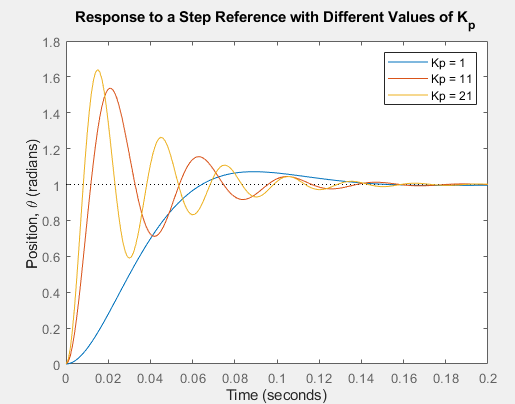 Response to a Step Reference with Different Values of Kp
1.8
1.6
1.4
1.2
1
0.8
0.6
0.4
0.2
0
Position, θ (radians)
Kp = 1
Kp = 11
Kp = 21
0 0.02 0.04 0.06 0.08 0.1 0.12 0.14 0.16 0.18 0.2
Time (seconds)